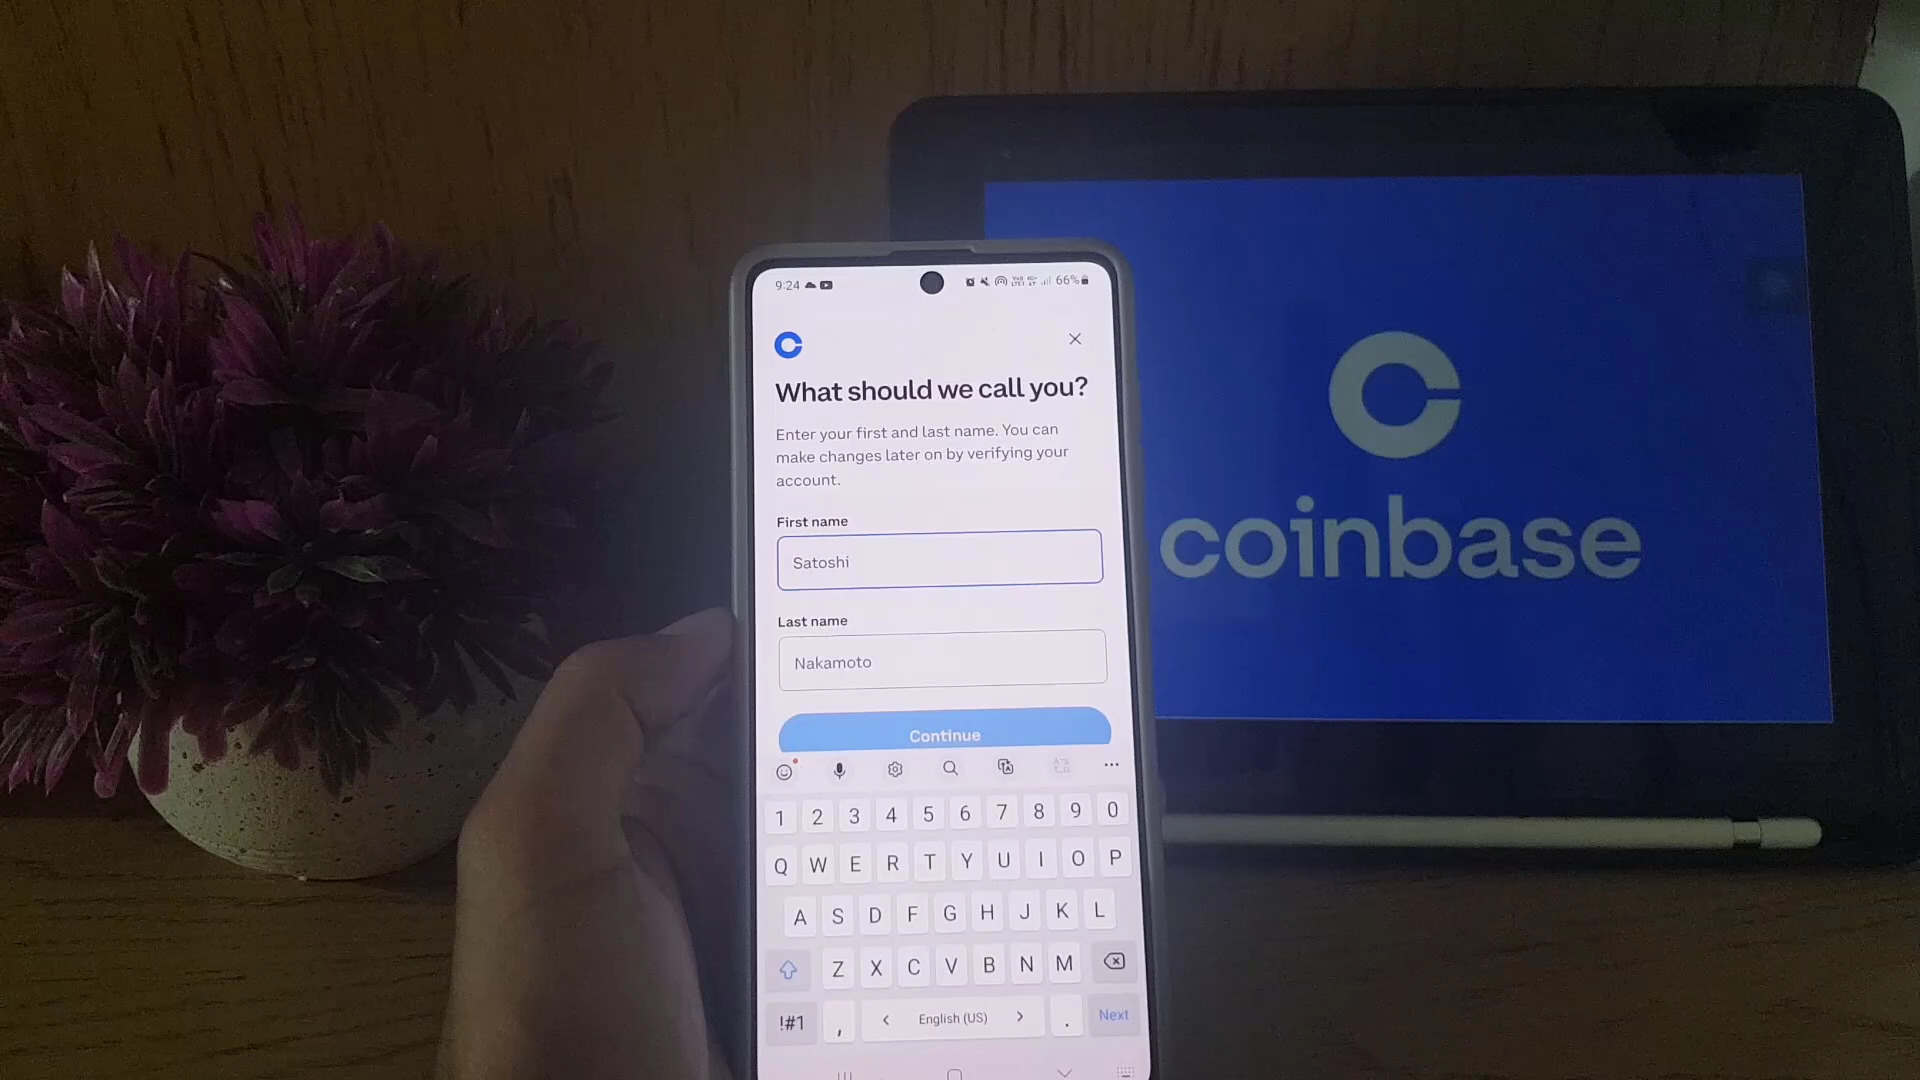 9:24
66%
What should we call you?
Enter your first and last name. You can
make changes later on by verifying your
account.
First name
Satoshi
Last name
Nakamoto
Continue
1 2 3 4 5 6 7 8 9 0
Q W E R T Y U I O P
A S D F G H J K L
Z X C V B N M
!#1 , < English (US) > . Next
coinbase